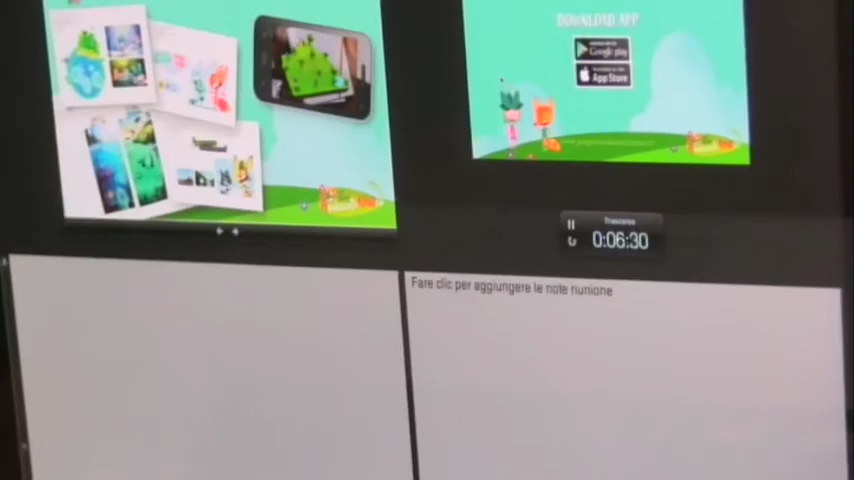 DOWNLOAD APP
Google play
App Store
Trascorso
0:06:30
Fare clic per aggiungere le note riunione